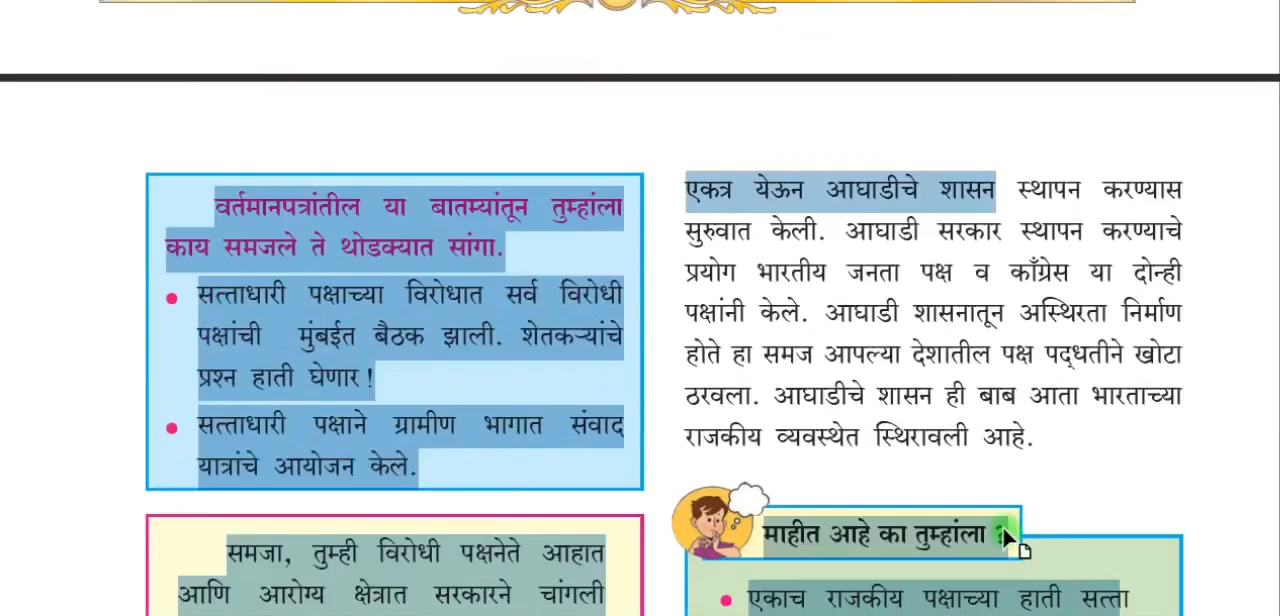 वर्तमानपत्रांतील या बातम्यांतून तुम्हांला
काय समजले ते थोडक्यात सांगा.
• सत्ताधारी पक्षाच्या विरोधात सर्व विरोधी
पक्षांची मुंबईत बैठक झाली. शेतकऱ्यांचे
प्रश्न हाती घेणार!
• सत्ताधारी पक्षाने ग्रामीण भागात संवाद
यात्रांचे आयोजन केले.
समजा, तुम्ही विरोधी पक्षनेते आहात
आणि आरोग्य क्षेत्रात सरकारने चांगली
एकत्र येऊन आघाडीचे शासन स्थापन करण्यास
सुरुवात केली. आघाडी सरकार स्थापन करण्याचे
प्रयोग भारतीय जनता पक्ष व काँग्रेस या दोन्ही
पक्षांनी केले. आघाडी शासनातून अस्थिरता निर्माण
होते हा समज आपल्या देशातील पक्ष पद्धतीने खोटा
ठरवला. आघाडीचे शासन ही बाब आता भारताच्या
राजकीय व्यवस्थेत स्थिरावली आहे.
माहीत आहे का तुम्हांला ?
• एकाच राजकीय पक्षाच्या हाती सत्ता